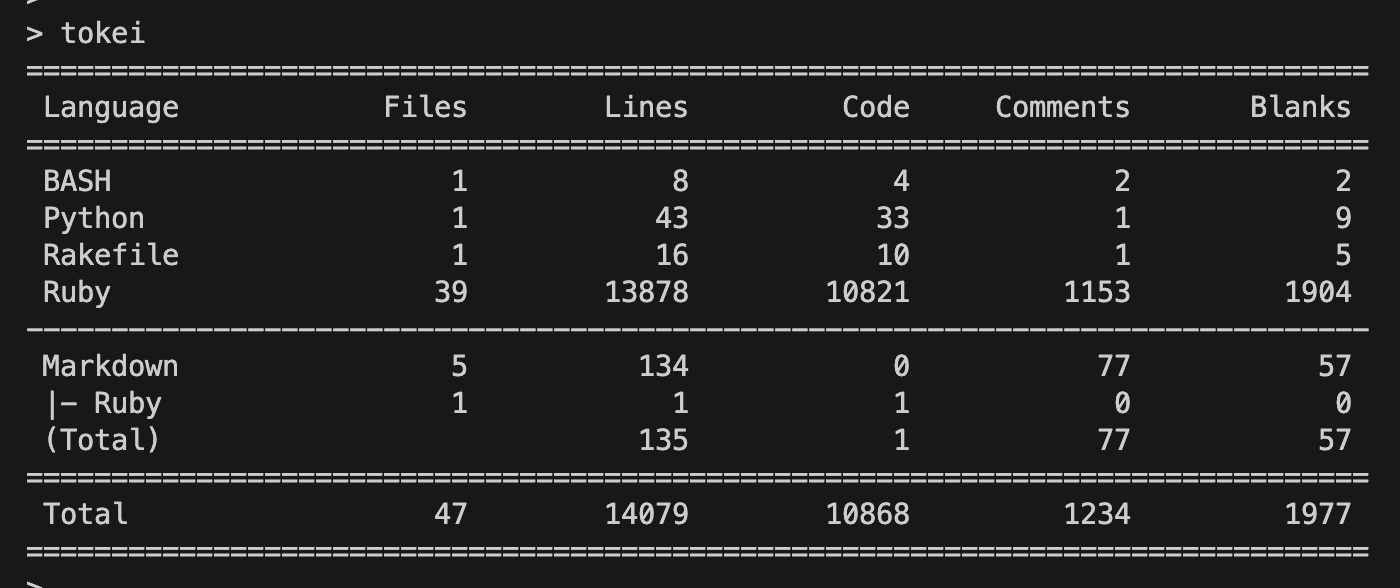 > tokei
================================================================================
 Language            Files        Lines         Code     Comments       Blanks
================================================================================
 BASH                    1            8            4            2            2
 Python                  1           43           33            1            9
 Rakefile                1           16           10            1            5
 Ruby                   39        13878        10821         1153         1904
--------------------------------------------------------------------------------
 Markdown                5          134            0           77           57
 |- Ruby                 1            1            1            0            0
 (Total)                            135            1           77           57
================================================================================
 Total                  47        14079        10868         1234         1977
================================================================================
>